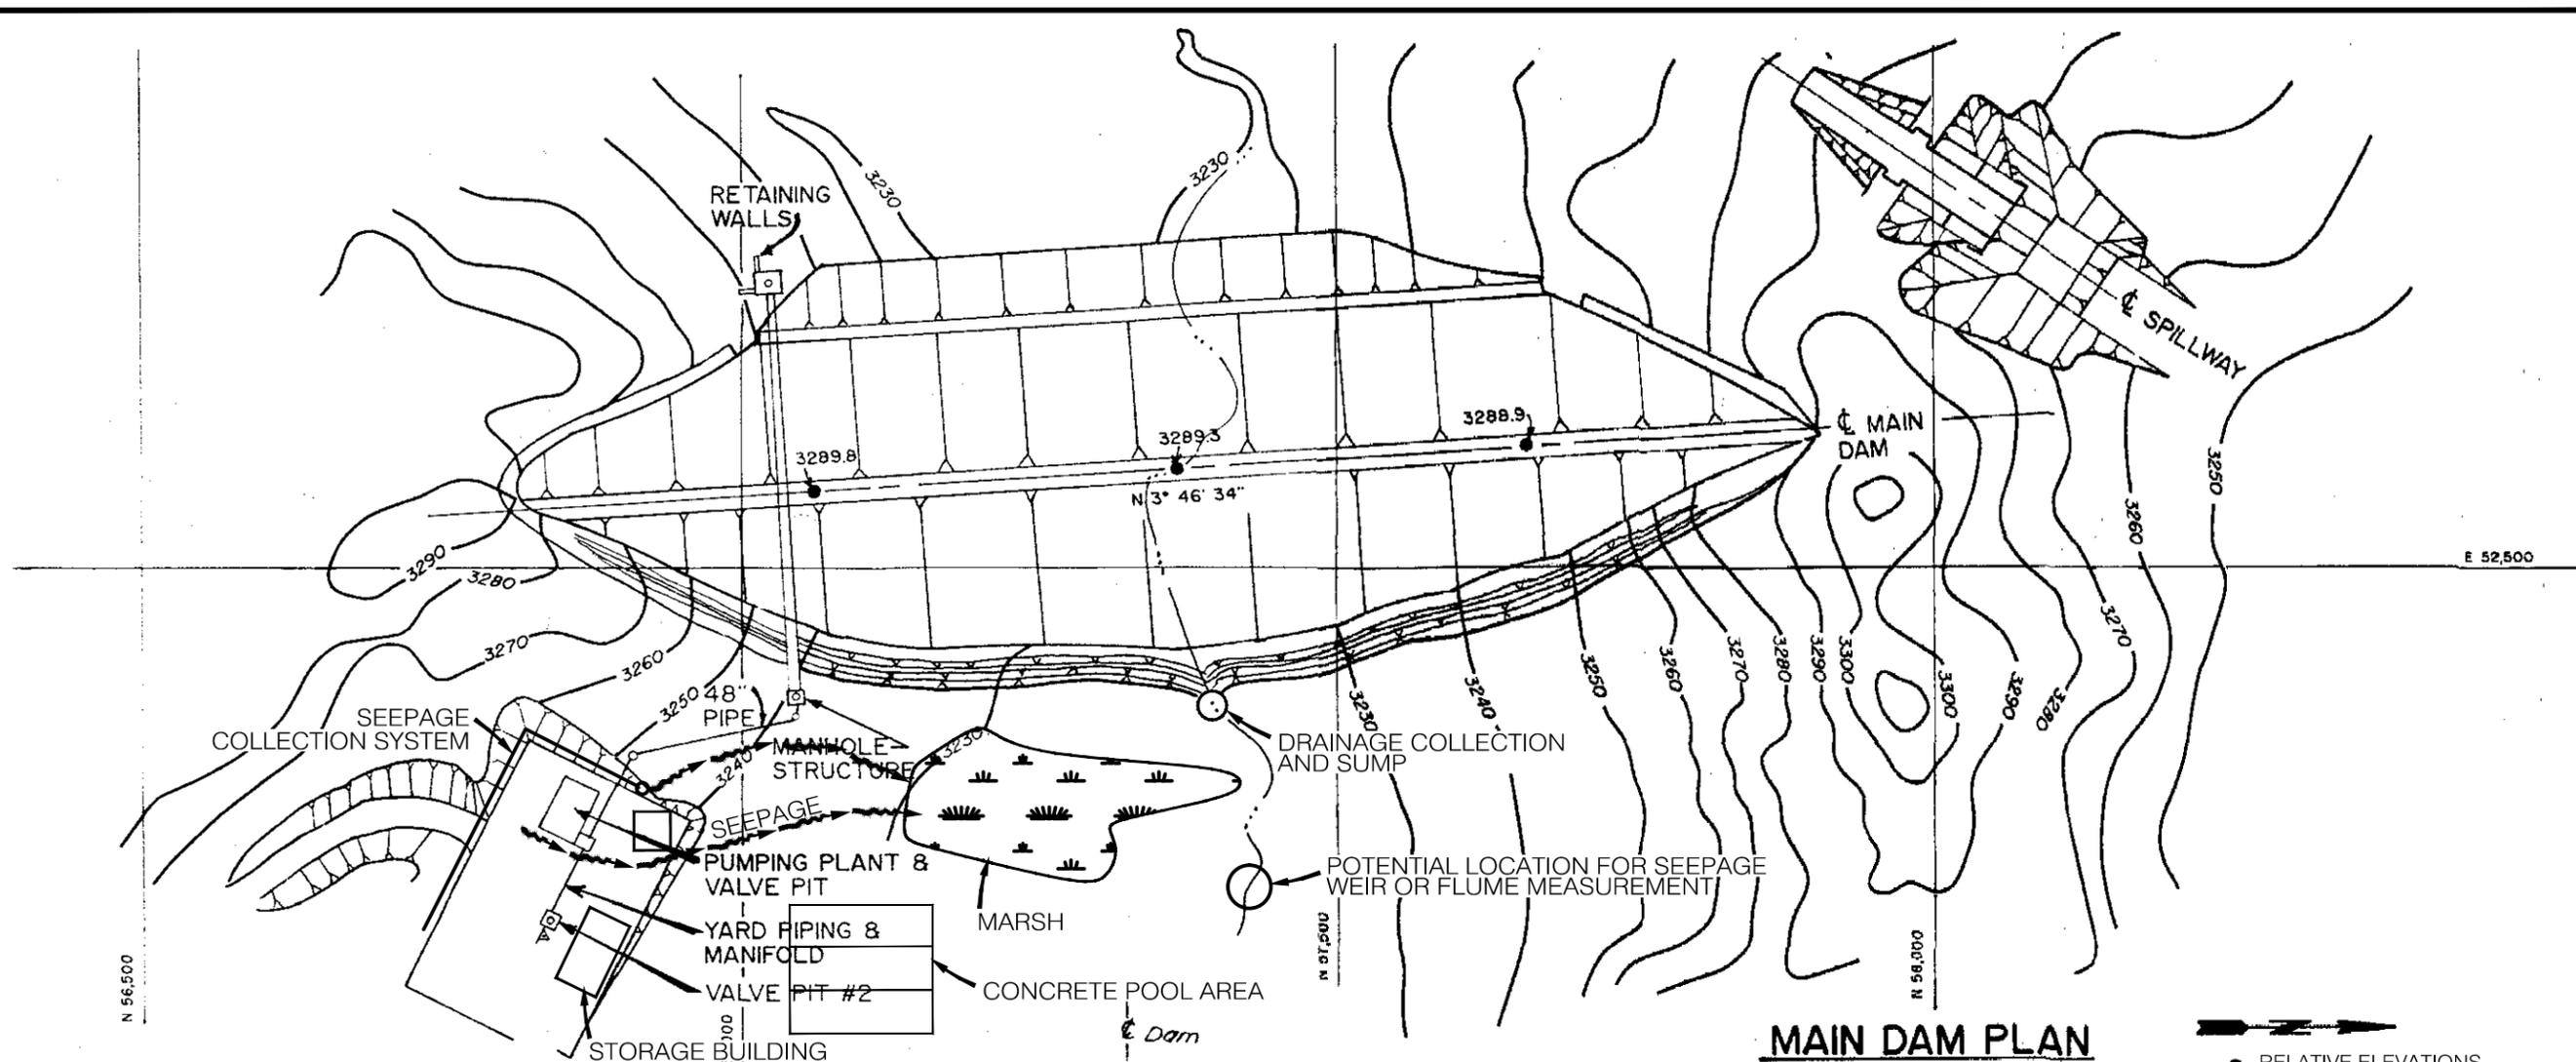 RETAINING
WALLS
3230
3230
3289.8
3289.3
3288.9
N 3° 46' 34"
℄ MAIN
DAM
℄ SPILLWAY
3250
3260
E 52,500
3290
3280
3270
3260
3250
3240
48"
PIPE
SEEPAGE
COLLECTION SYSTEM
MANHOLE
STRUCTURE
3230
SEEPAGE
3230
3240
3250
3260
3270
3280
3290
3300
3300
3290
3280
3270
DRAINAGE COLLECTION
AND SUMP
PUMPING PLANT &
VALVE PIT
POTENTIAL LOCATION FOR SEEPAGE
WEIR OR FLUME MEASUREMENT
MARSH
YARD PIPING &
MANIFOLD
VALVE PIT #2
CONCRETE POOL AREA
STORAGE BUILDING
N 56,500
N 58,000
℄ Dam
MAIN DAM PLAN
RELATIVE ELEVATIONS